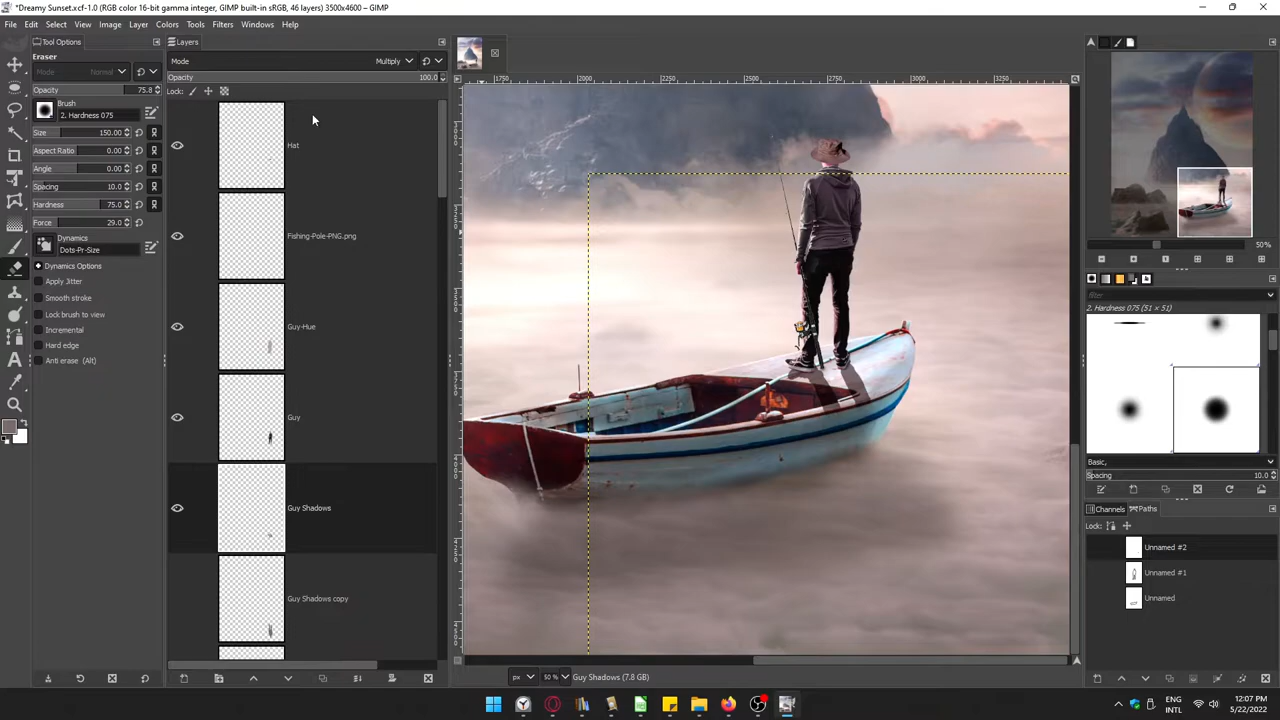 *Dreamy Sunset.xcf-1.0 (RGB color 16-bit gamma integer, GIMP built-in sRGB, 46 layers) 3500x4600 – GIMP
File Edit Select View Image Layer Colors Tools Filters Windows Help
Tool Options
Eraser
Mode Normal
Opacity 75.8
Brush
2. Hardness 075
Size 150.00
Aspect Ratio 0.00
Angle 0.00
Spacing 10.0
Hardness 75.0
Force 29.0
Dynamics
Dots-Pr-Size
Dynamics Options
Apply Jitter
Smooth stroke
Lock brush to view
Incremental
Hard edge
Anti erase (Alt)
Layers
Mode Multiply
Opacity 100.0
Lock:
Hat
Fishing-Pole-PNG.png
Guy-Hue
Guy
Guy Shadows
Guy Shadows copy
1750 2000 2250 2500 2750 3000 3250
px 50 % Guy Shadows (7.8 GB)
50%
filter
2. Hardness 075 (51 × 51)
Basic,
Spacing 10.0
Channels Paths
Lock:
Unnamed #2
Unnamed #1
Unnamed
ENG
INTL
12:07 PM
5/22/2022